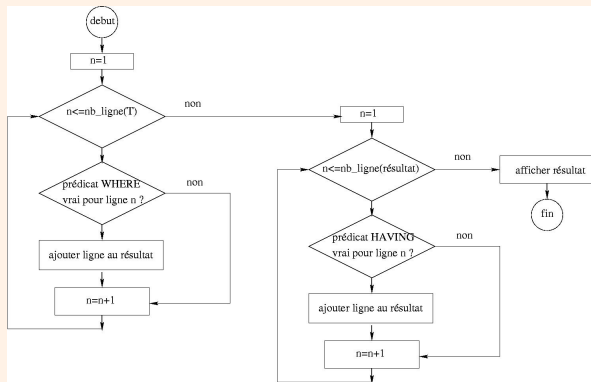 debut
n=1
n<=nb_ligne(T)
non
prédicat WHERE
vrai pour ligne n ?
non
ajouter ligne au résultat
n=n+1
n=1
n<=nb_ligne(résultat)
non
afficher résultat
fin
prédicat HAVING
vrai pour ligne n ?
non
ajouter ligne au résultat
n=n+1